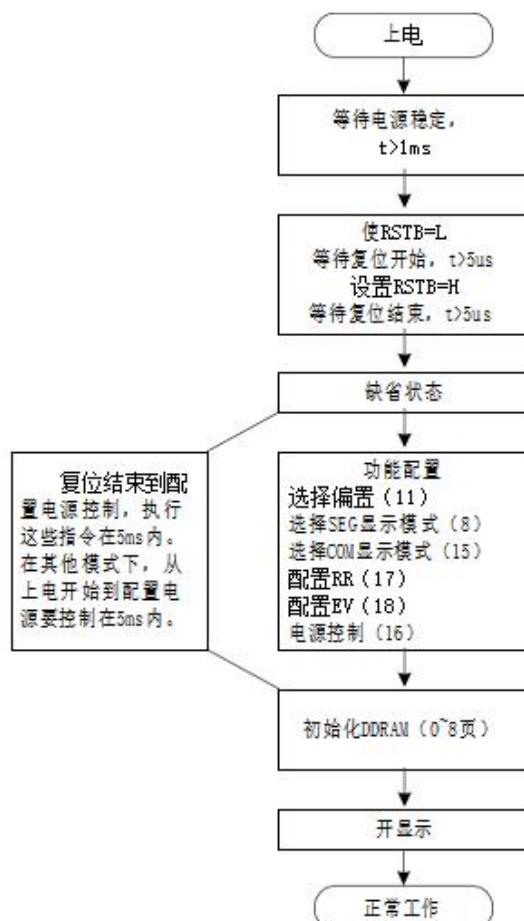 上电
等待电源稳定，
t>1ms
使RSTB=L
等待复位开始，t>5us
设置RSTB=H
等待复位结束，t>5us
缺省状态
复位结束到配
置电源控制，执行
这些指令在5ms内。
在其他模式下，从
上电开始到配置电
源要控制在5ms内。
功能配置
选择偏置（11）
选择SEG显示模式（8）
选择COM显示模式（15）
配置RR（17）
配置EV（18）
电源控制（16）
初始化DDRAM（0~8页）
开显示
正常工作